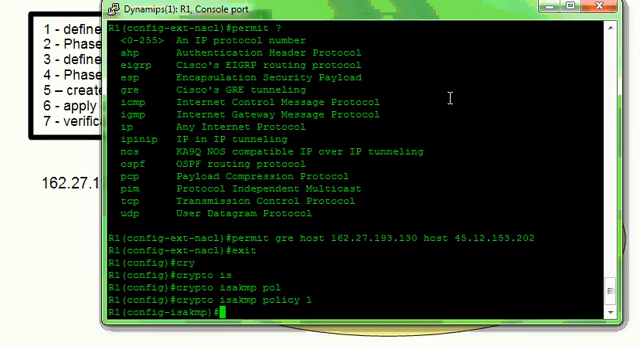 Dynamips(1): R1, Console port
1 - define
2 - Phase
3 - define
4 - Phase
5 – create
6 - apply
7 - verifica
162.27.1
R1(config-ext-nacl)#permit ?
<0-255> An IP protocol number
ahp Authentication Header Protocol
eigrp Cisco's EIGRP routing protocol
esp Encapsulation Security Payload
gre Cisco's GRE tunneling
icmp Internet Control Message Protocol
igmp Internet Gateway Message Protocol
ip Any Internet Protocol
ipinip IP in IP tunneling
nos KA9Q NOS compatible IP over IP tunneling
ospf OSPF routing protocol
pcp Payload Compression Protocol
pim Protocol Independent Multicast
tcp Transmission Control Protocol
udp User Datagram Protocol
R1(config-ext-nacl)#permit gre host 162.27.193.130 host 45.12.153.202
R1(config-ext-nacl)#exit
R1(config)#cry
R1(config)#crypto is
R1(config)#crypto isakmp pol
R1(config)#crypto isakmp policy 1
R1(config-isakmp)#